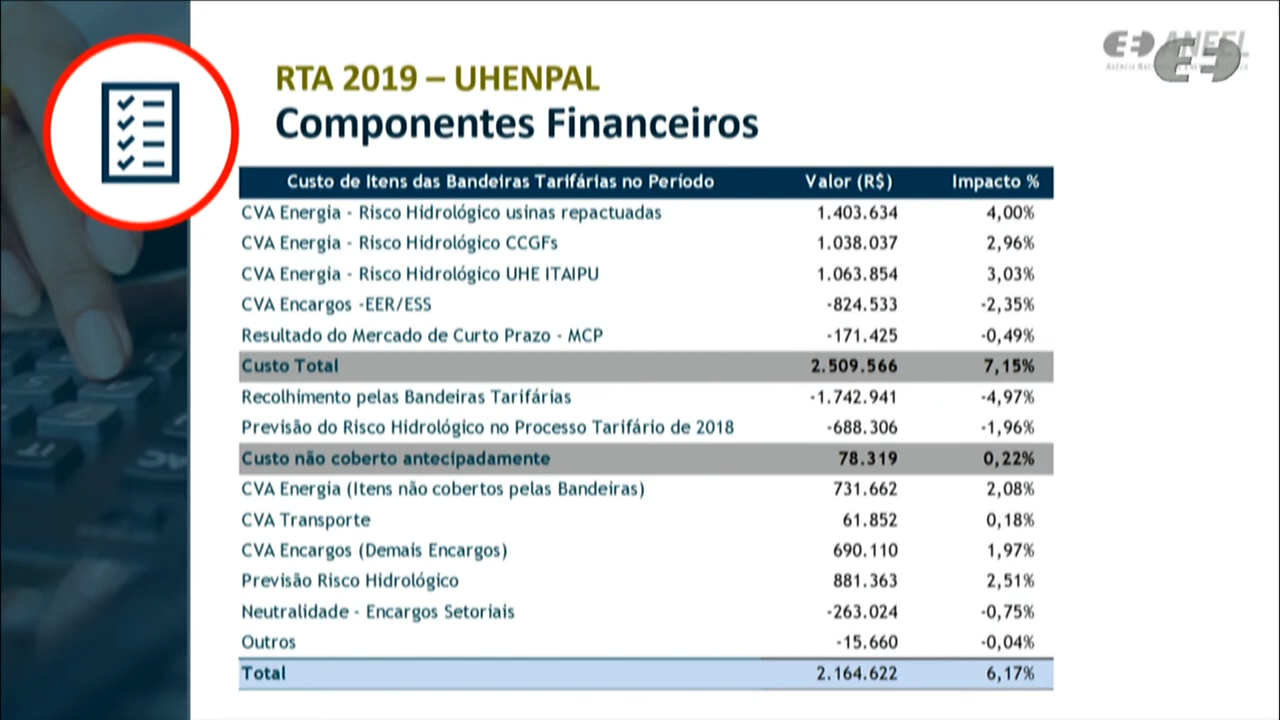 RTA 2019 – UHENPAL
Componentes Financeiros
ANEEL
Custo de Itens das Bandeiras Tarifárias no Período Valor (R$) Impacto %
CVA Energia - Risco Hidrológico usinas repactuadas 1.403.634 4,00%
CVA Energia - Risco Hidrológico CCGFs 1.038.037 2,96%
CVA Energia - Risco Hidrológico UHE ITAIPU 1.063.854 3,03%
CVA Encargos -EER/ESS -824.533 -2,35%
Resultado do Mercado de Curto Prazo - MCP -171.425 -0,49%
Custo Total 2.509.566 7,15%
Recolhimento pelas Bandeiras Tarifárias -1.742.941 -4,97%
Previsão do Risco Hidrológico no Processo Tarifário de 2018 -688.306 -1,96%
Custo não coberto antecipadamente 78.319 0,22%
CVA Energia (Itens não cobertos pelas Bandeiras) 731.662 2,08%
CVA Transporte 61.852 0,18%
CVA Encargos (Demais Encargos) 690.110 1,97%
Previsão Risco Hidrológico 881.363 2,51%
Neutralidade - Encargos Setoriais -263.024 -0,75%
Outros -15.660 -0,04%
Total 2.164.622 6,17%